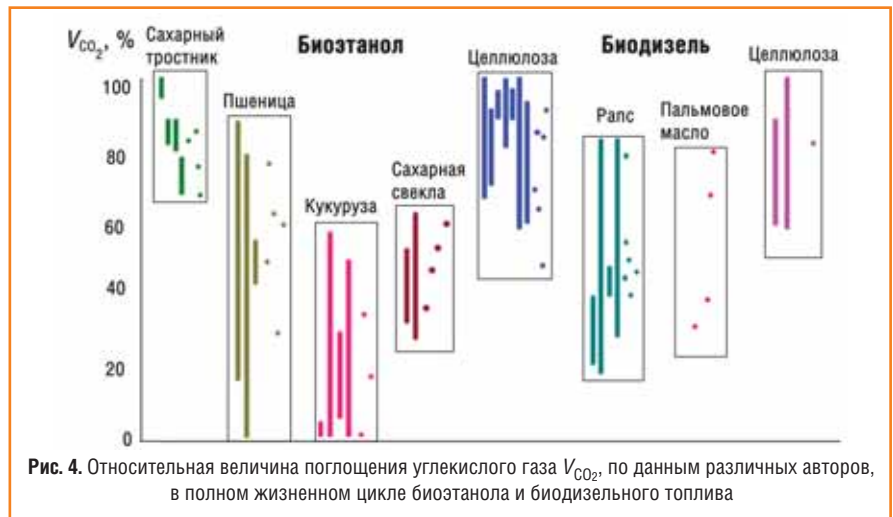 V_CO₂, %
Сахарный
тростник
Биоэтанол
Целлюлоза
Биодизель
Целлюлоза
Пшеница
Рапс
Пальмовое
масло
Сахарная
свекла
Кукуруза
100
80
60
40
20
0
Рис. 4. Относительная величина поглощения углекислого газа V_CO₂, по данным различных авторов,
в полном жизненном цикле биоэтанола и биодизельного топлива